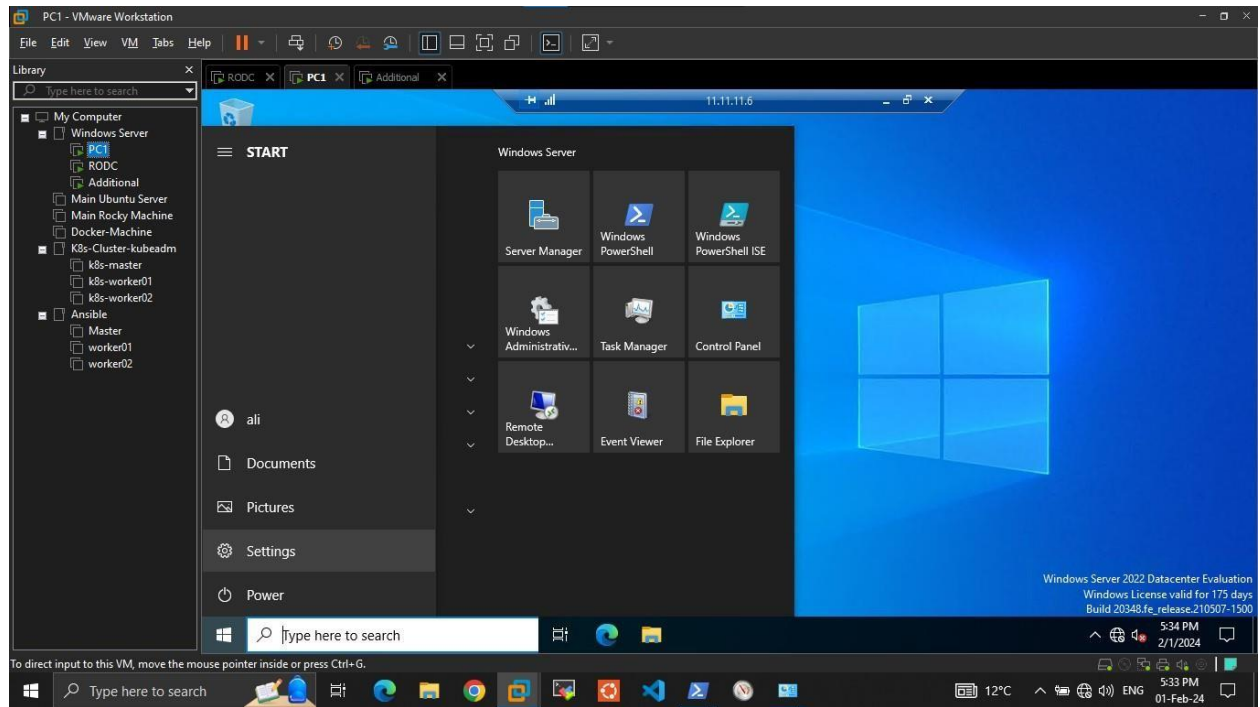 PC1 - VMware Workstation
File Edit View VM Tabs Help
Library
Type here to search
RODC
PC1
Additional
My Computer
Windows Server
PC1
RODC
Additional
Main Ubuntu Server
Main Rocky Machine
Docker-Machine
K8s-Cluster-kubeadm
k8s-master
k8s-worker01
k8s-worker02
Ansible
Master
worker01
worker02
11.11.11.6
START
ali
Documents
Pictures
Settings
Power
Windows Server
Server Manager
Windows
PowerShell
Windows
PowerShell ISE
Windows
Administrativ...
Task Manager
Control Panel
Remote
Desktop...
Event Viewer
File Explorer
Windows Server 2022 Datacenter Evaluation
Windows License valid for 175 days
Build 20348.fe_release.210507-1500
Type here to search
5:34 PM
2/1/2024
To direct input to this VM, move the mouse pointer inside or press Ctrl+G.
Type here to search
12°C
ENG
5:33 PM
01-Feb-24